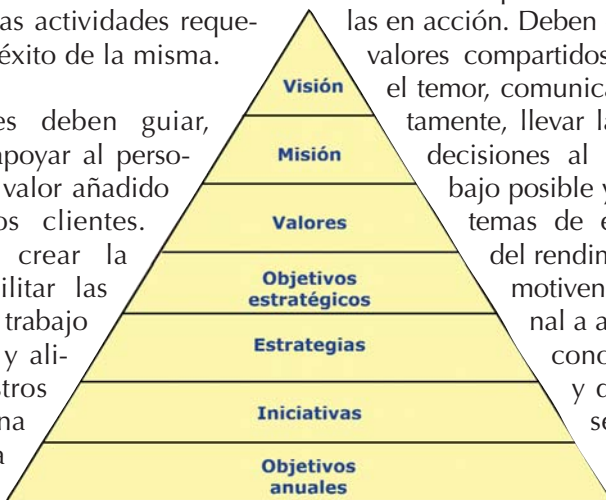 as actividades reque-
éxito de la misma.
es deben guiar,
apoyar al perso-
valor añadido
os clientes.
crear la
ilitar las
trabajo
y ali-
stros
na
a
Visión
Misión
Valores
Objetivos
estratégicos
Estrategias
Iniciativas
Objetivos
anuales
las en acción. Deben
valores compartidos
el temor, comunica
tamente, llevar la
decisiones al
bajo posible y
temas de e
del rendim
motiven
nal a a
cono
y d
se